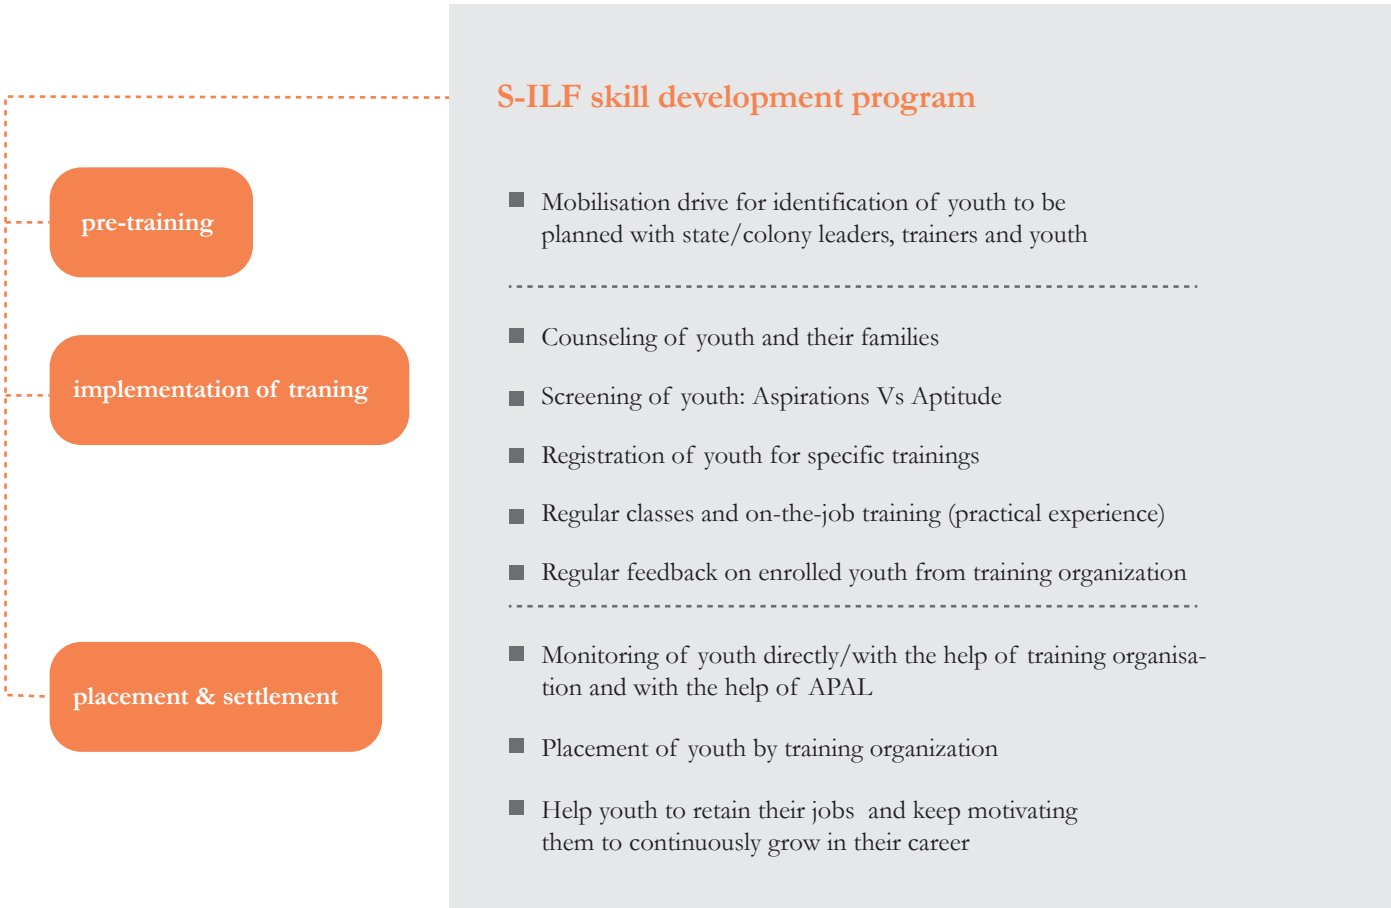 S-ILF skill development program
pre-training
Mobilisation drive for identification of youth to be
planned with state/colony leaders, trainers and youth
implementation of traning
Counseling of youth and their families
Screening of youth: Aspirations Vs Aptitude
Registration of youth for specific trainings
Regular classes and on-the-job training (practical experience)
Regular feedback on enrolled youth from training organization
placement & settlement
Monitoring of youth directly/with the help of training organisa-
tion and with the help of APAL
Placement of youth by training organization
Help youth to retain their jobs and keep motivating
them to continuously grow in their career